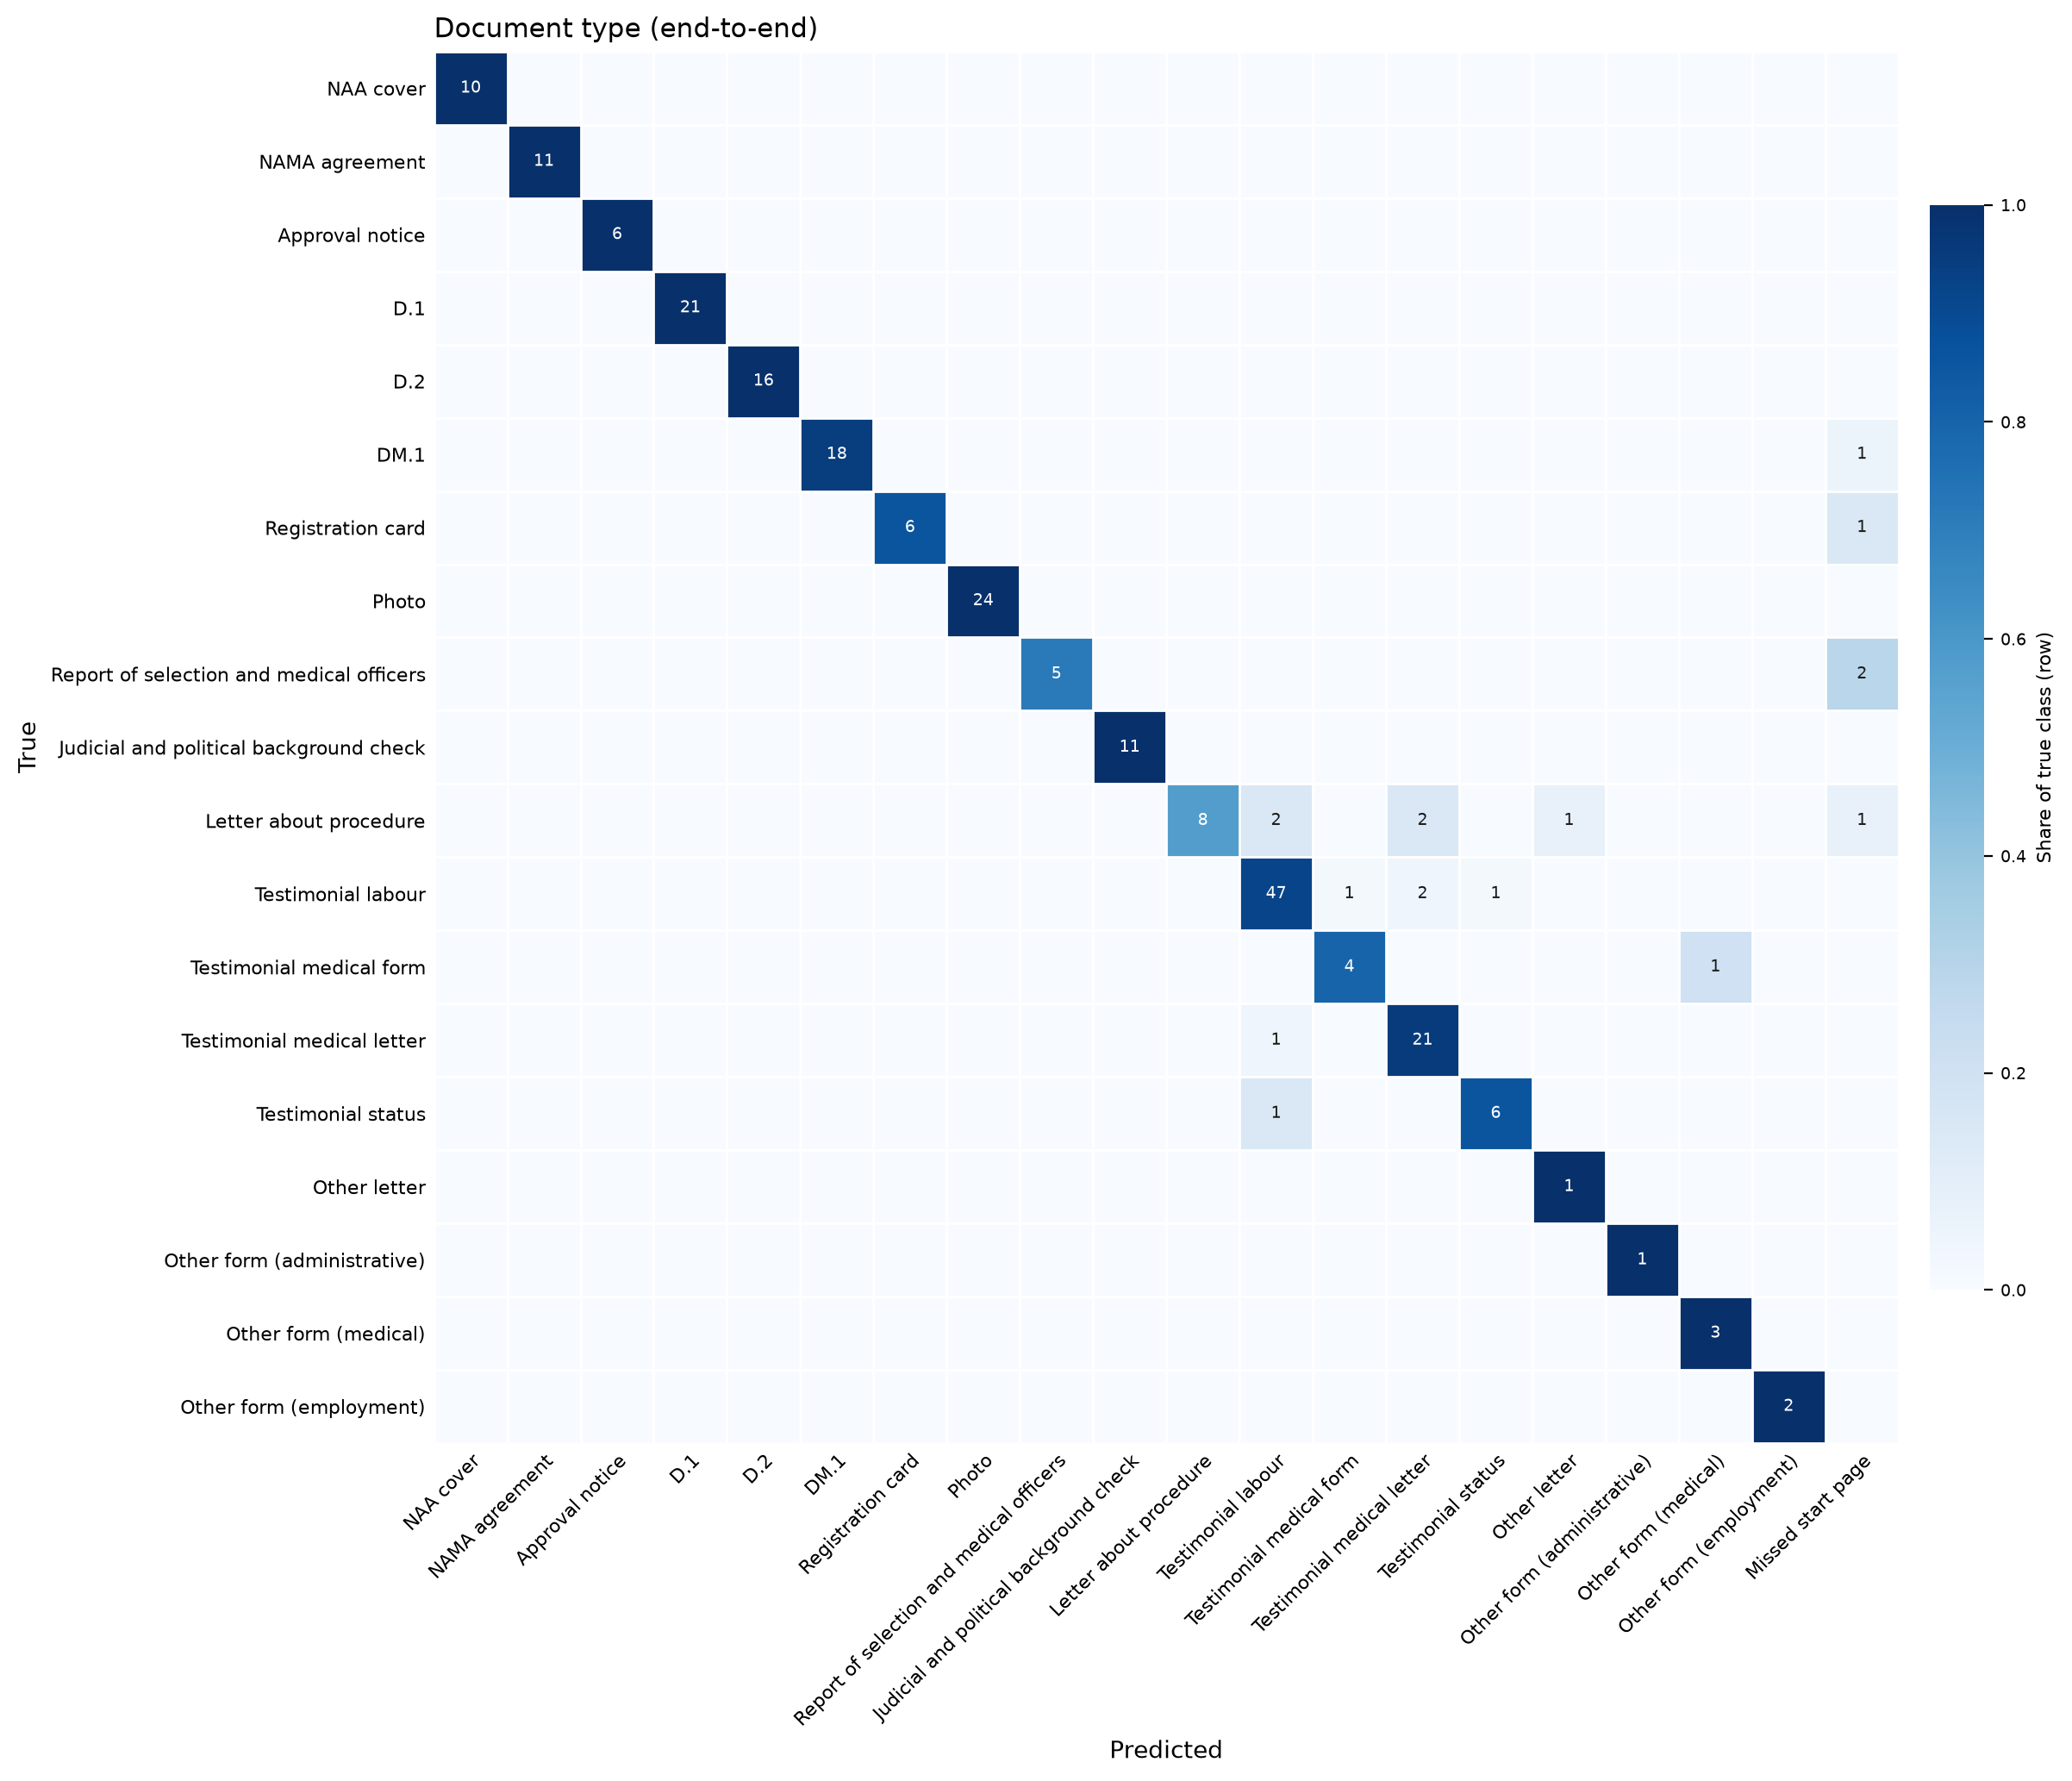 Document type (end-to-end)
NAA cover 10
NAMA agreement 11
Approval notice 6
D.1 21
D.2 16
DM.1 18 1
Registration card 6 1
Photo 24
Report of selection and medical officers 5 2
Judicial and political background check 11
Letter about procedure 8 2 2 1 1
Testimonial labour 47 1 2 1
Testimonial medical form 4 1
Testimonial medical letter 1 21
Testimonial status 1 6
Other letter 1
Other form (administrative) 1
Other form (medical) 3
Other form (employment) 2
True
NAA cover
NAMA agreement
Approval notice
D.1
D.2
DM.1
Registration card
Photo
Report of selection and medical officers
Judicial and political background check
Letter about procedure
Testimonial labour
Testimonial medical form
Testimonial medical letter
Testimonial status
Other letter
Other form (administrative)
Other form (medical)
Other form (employment)
Missed start page
Predicted
1.0
0.8
0.6
0.4
0.2
0.0
Share of true class (row)